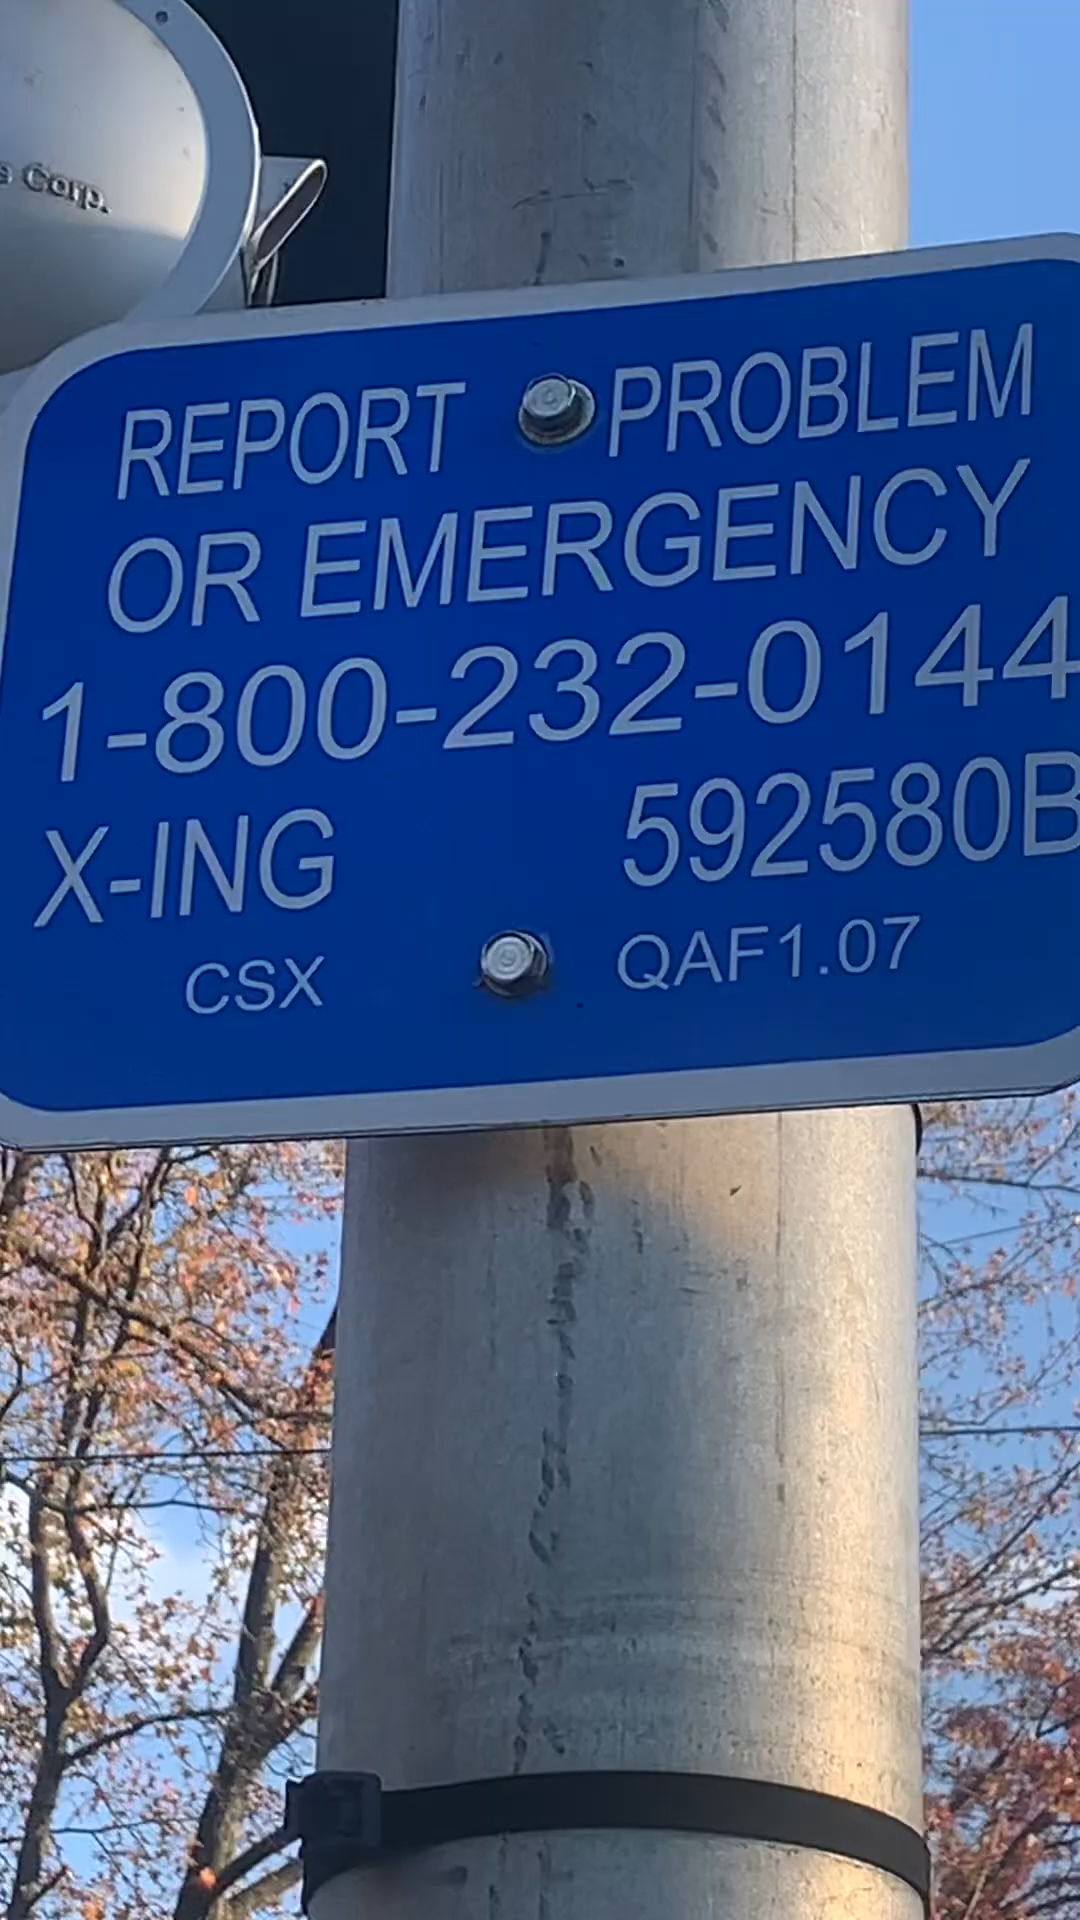 s Corp.
REPORT PROBLEM
OR EMERGENCY
1-800-232-0144
X-ING 592580B
CSX QAF1.07